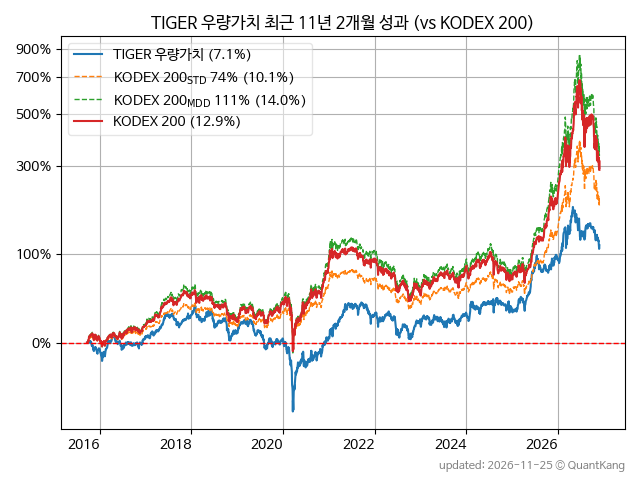 TIGER 우량가치 최근 11년 2개월 성과 (vs KODEX 200)
900%
700%
500%
300%
100%
0%
TIGER 우량가치 (7.1%)
KODEX 200STD 74% (10.1%)
KODEX 200MDD 111% (14.0%)
KODEX 200 (12.9%)
2016
2018
2020
2022
2024
2026
updated: 2026-11-25 © QuantKang